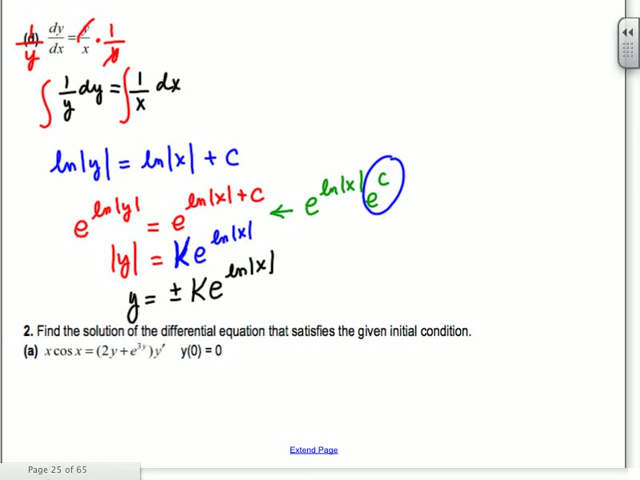 (d) dy/dx = y/x
1/y · 1/y
∫ 1/y dy = ∫ 1/x dx
ln|y| = ln|x| + C
e^ln|y| = e^ln|x|+C ← e^ln|x| e^C
|y| = Ke^ln|x|
y = ± Ke^ln|x|
2. Find the solution of the differential equation that satisfies the given initial condition.
(a) x cos x = (2y + e^3y)y′ y(0) = 0
Extend Page
Page 25 of 65